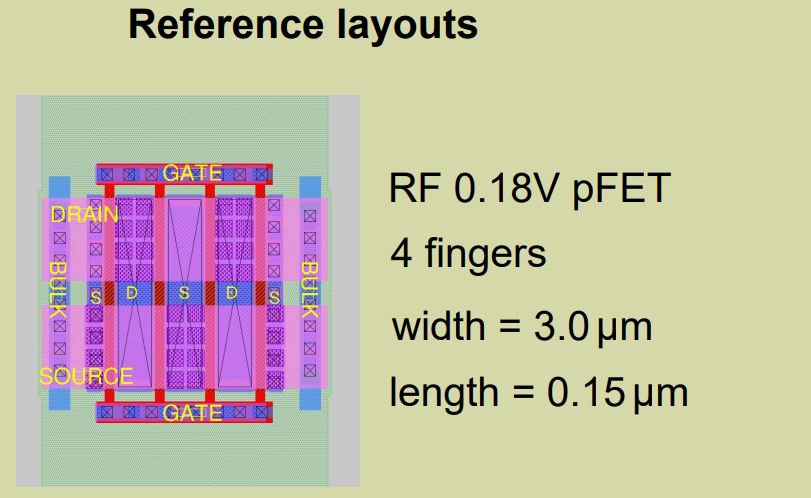 Reference layouts
GATE
DRAIN
BULK
BULK
S D S D S
SOURCE
GATE
RF 0.18V pFET
4 fingers
width = 3.0 µm
length = 0.15 µm